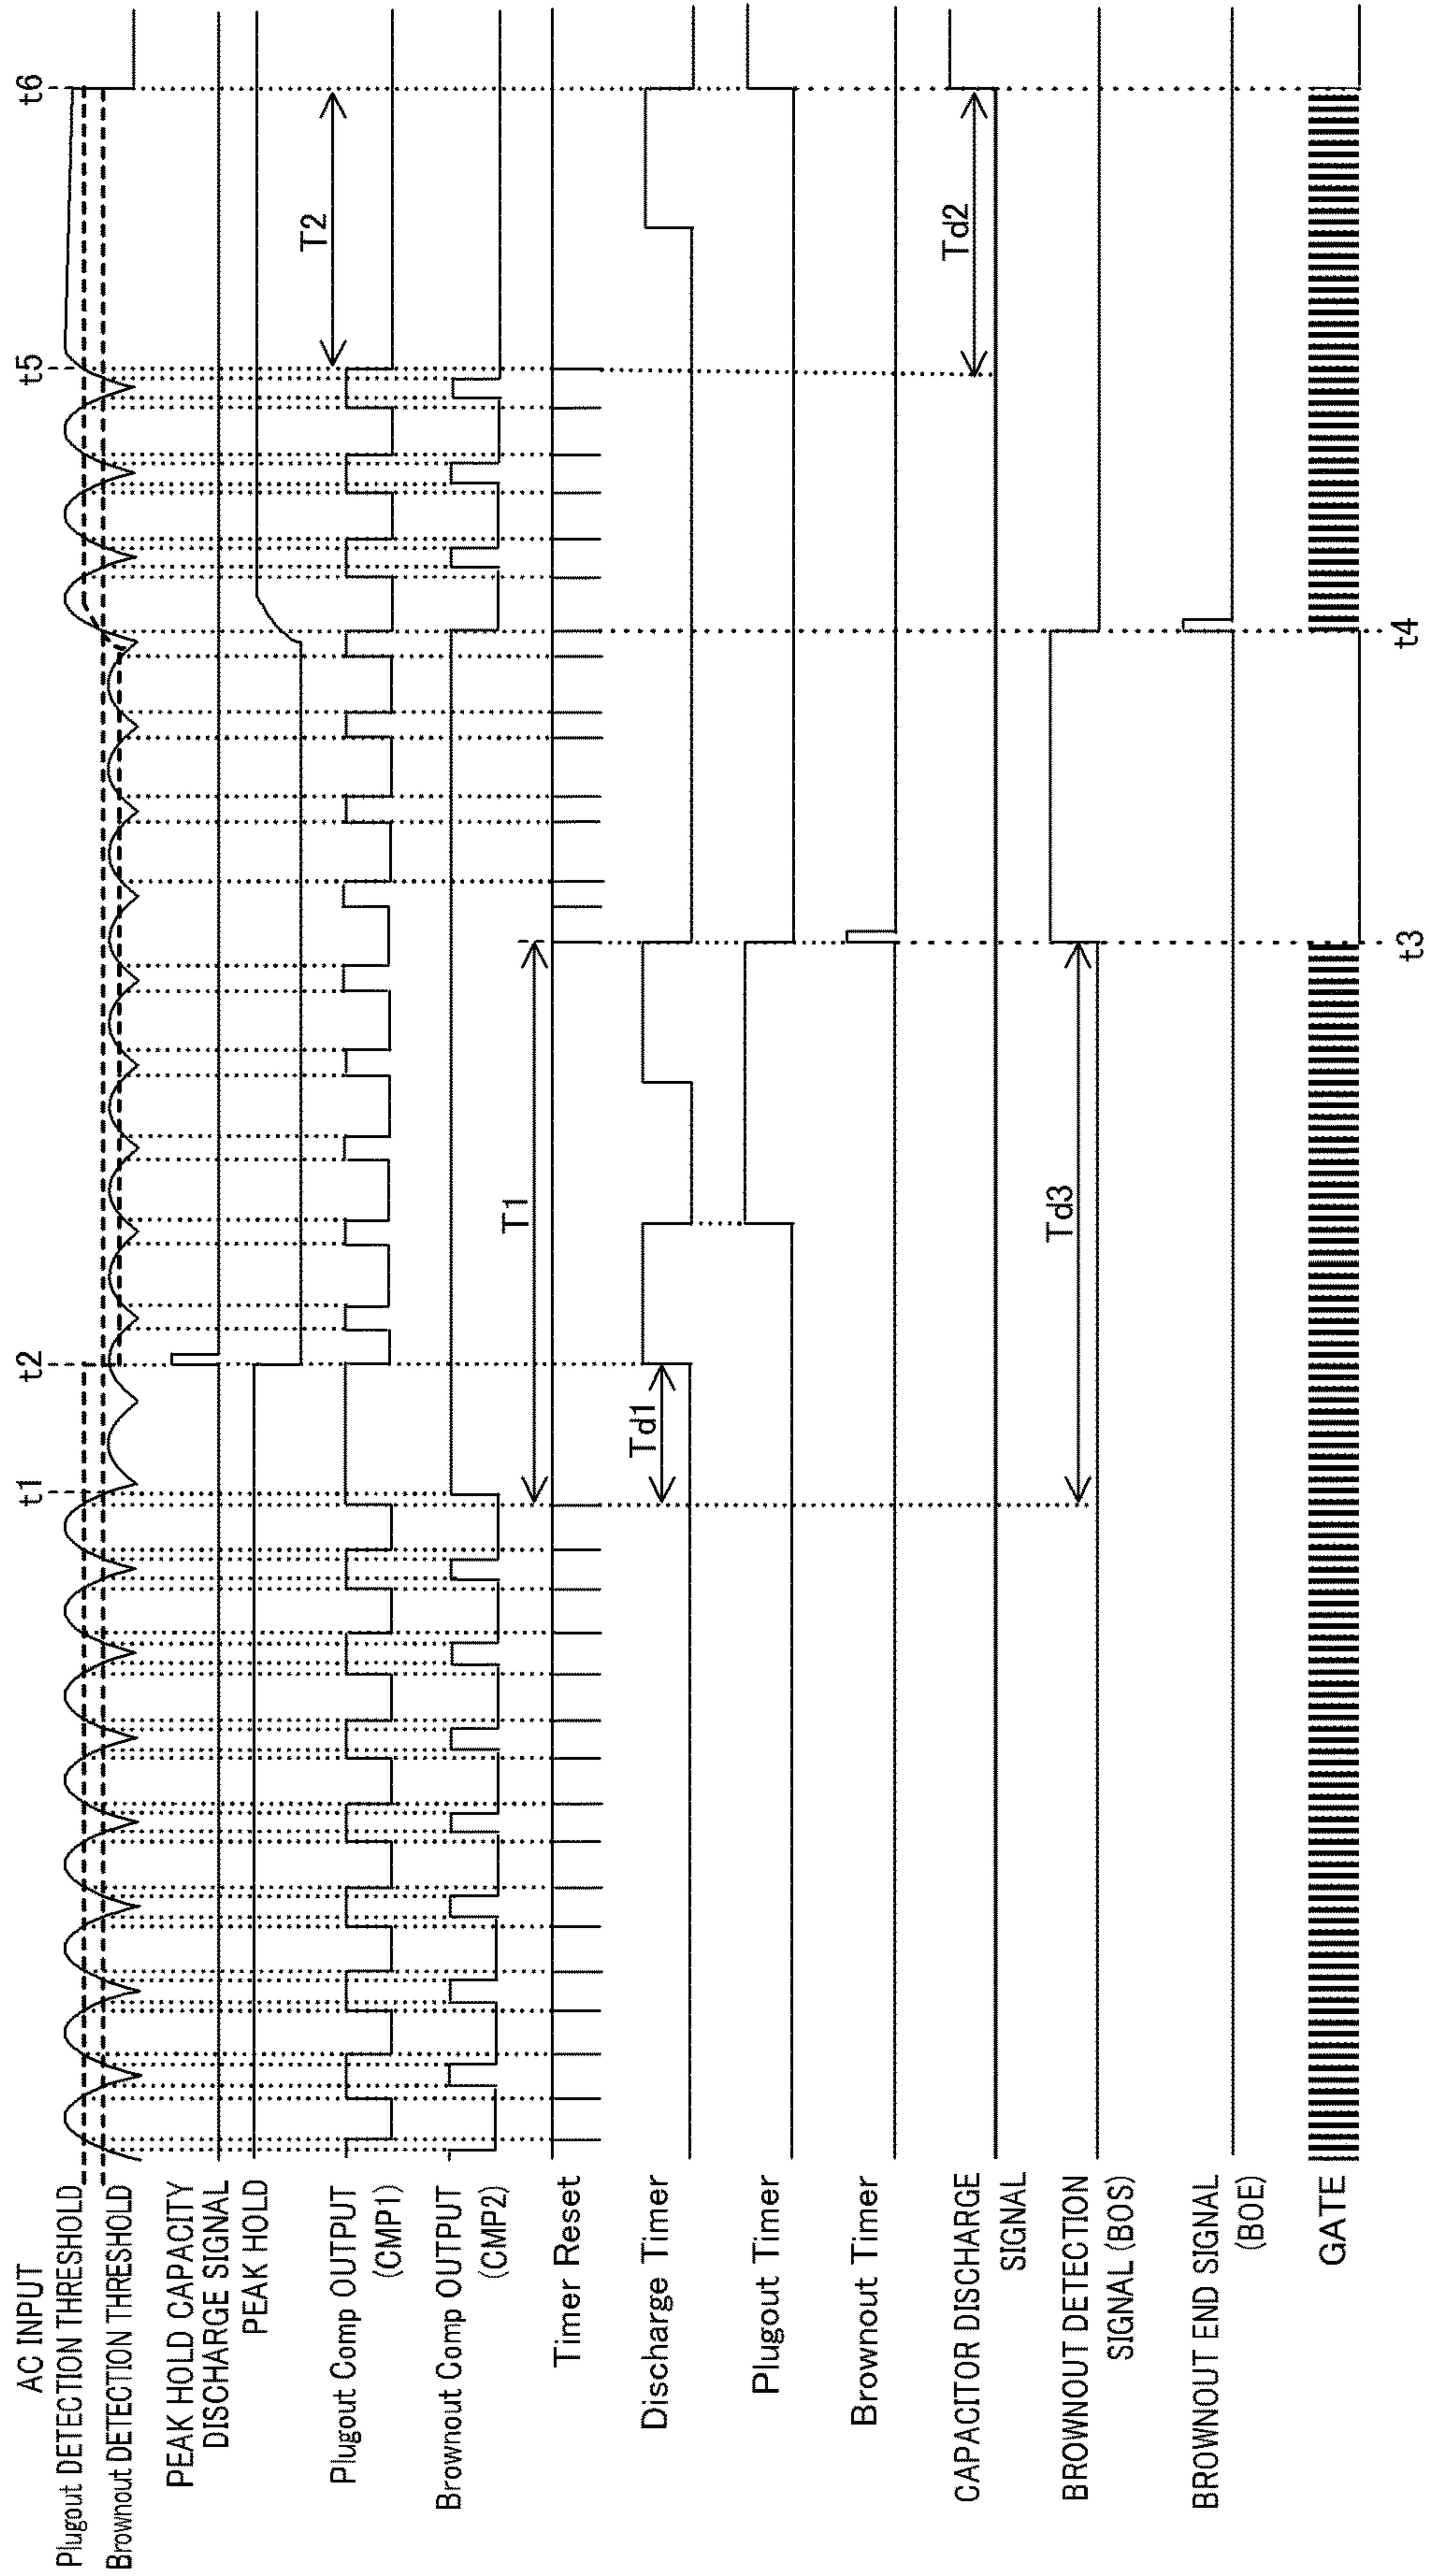 AC INPUT
Plugout DETECTION THRESHOLD
Brownout DETECTION THRESHOLD
PEAK HOLD CAPACITY
DISCHARGE SIGNAL
PEAK HOLD
Plugout Comp OUTPUT
(CMP1)
Brownout Comp OUTPUT
(CMP2)
Timer Reset
Discharge Timer
Plugout Timer
Brownout Timer
CAPACITOR DISCHARGE
SIGNAL
BROWNOUT DETECTION
SIGNAL (BOS)
BROWNOUT END SIGNAL
(BOE)
GATE
t1
t2
t5
t6
T2
T1
Td1
Td2
Td3
t3
t4